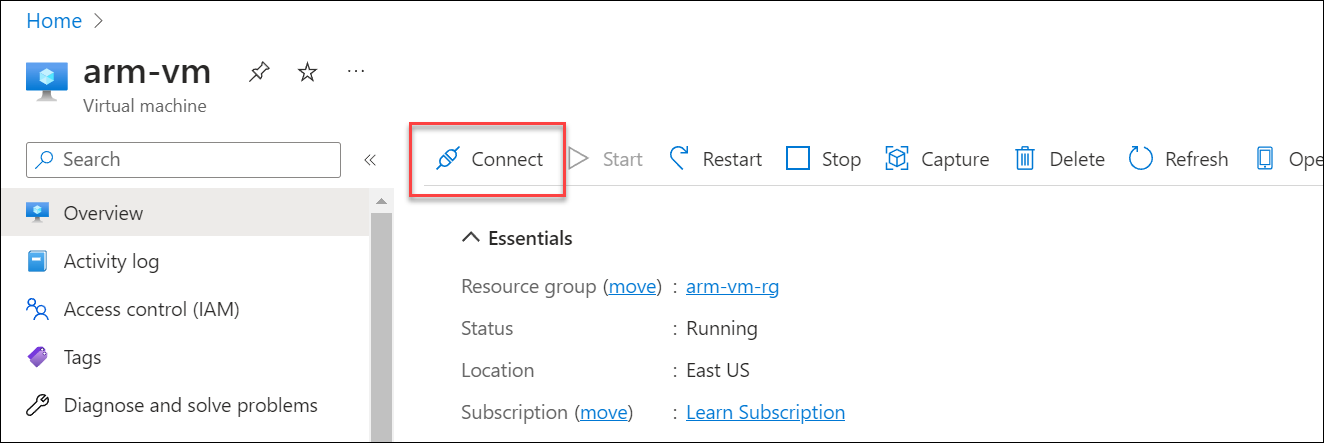 Home
arm-vm
Virtual machine
Search
Connect Start Restart Stop Capture Delete Refresh Ope
Overview
Essentials
Activity log
Resource group (move) : arm-vm-rg
Access control (IAM)
Status : Running
Tags
Location : East US
Diagnose and solve problems
Subscription (move) : Learn Subscription